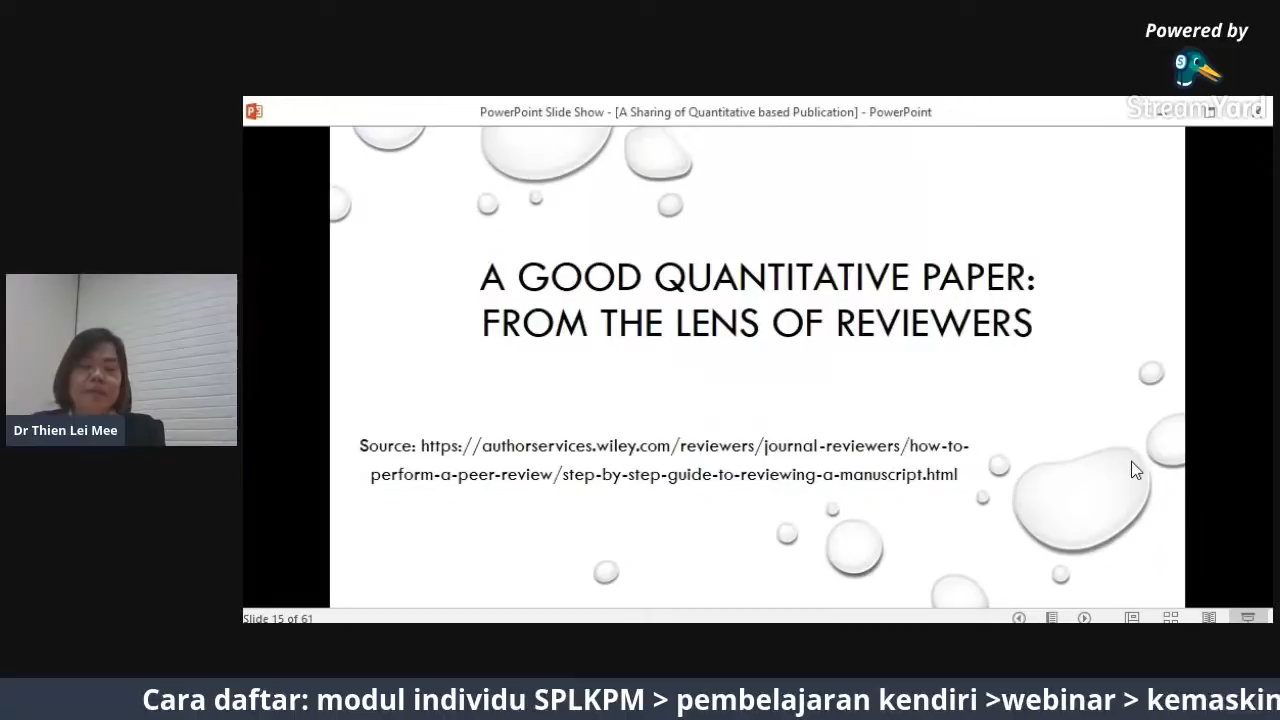 Powered by
StreamYard
PowerPoint Slide Show - [A Sharing of Quantitative based Publication] - PowerPoint
A GOOD QUANTITATIVE PAPER:
FROM THE LENS OF REVIEWERS
Source: https://authorservices.wiley.com/reviewers/journal-reviewers/how-to-
perform-a-peer-review/step-by-step-guide-to-reviewing-a-manuscript.html
Dr Thien Lei Mee
Slide 15 of 61
Cara daftar: modul individu SPLKPM > pembelajaran kendiri >webinar > kemaskin